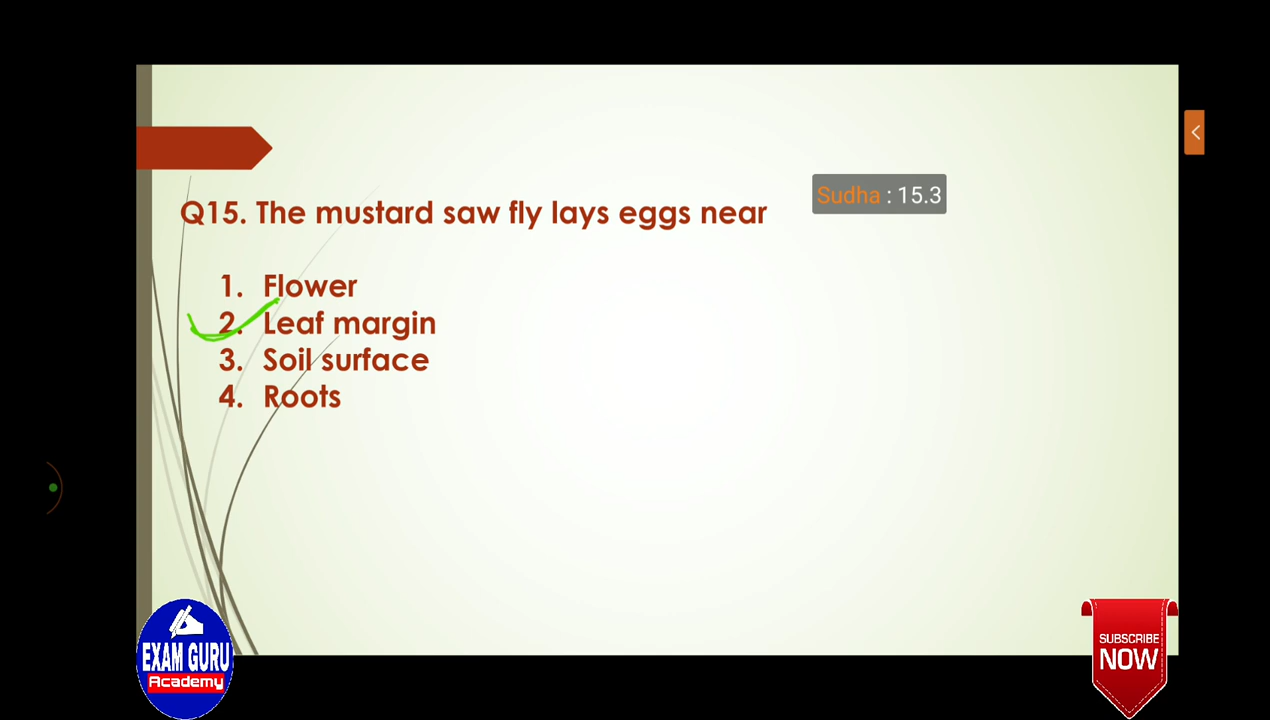 Sudha : 15.3
Q15. The mustard saw fly lays eggs near
1. Flower
2. Leaf margin
3. Soil surface
4. Roots
EXAM GURU
Academy
SUBSCRIBE
NOW